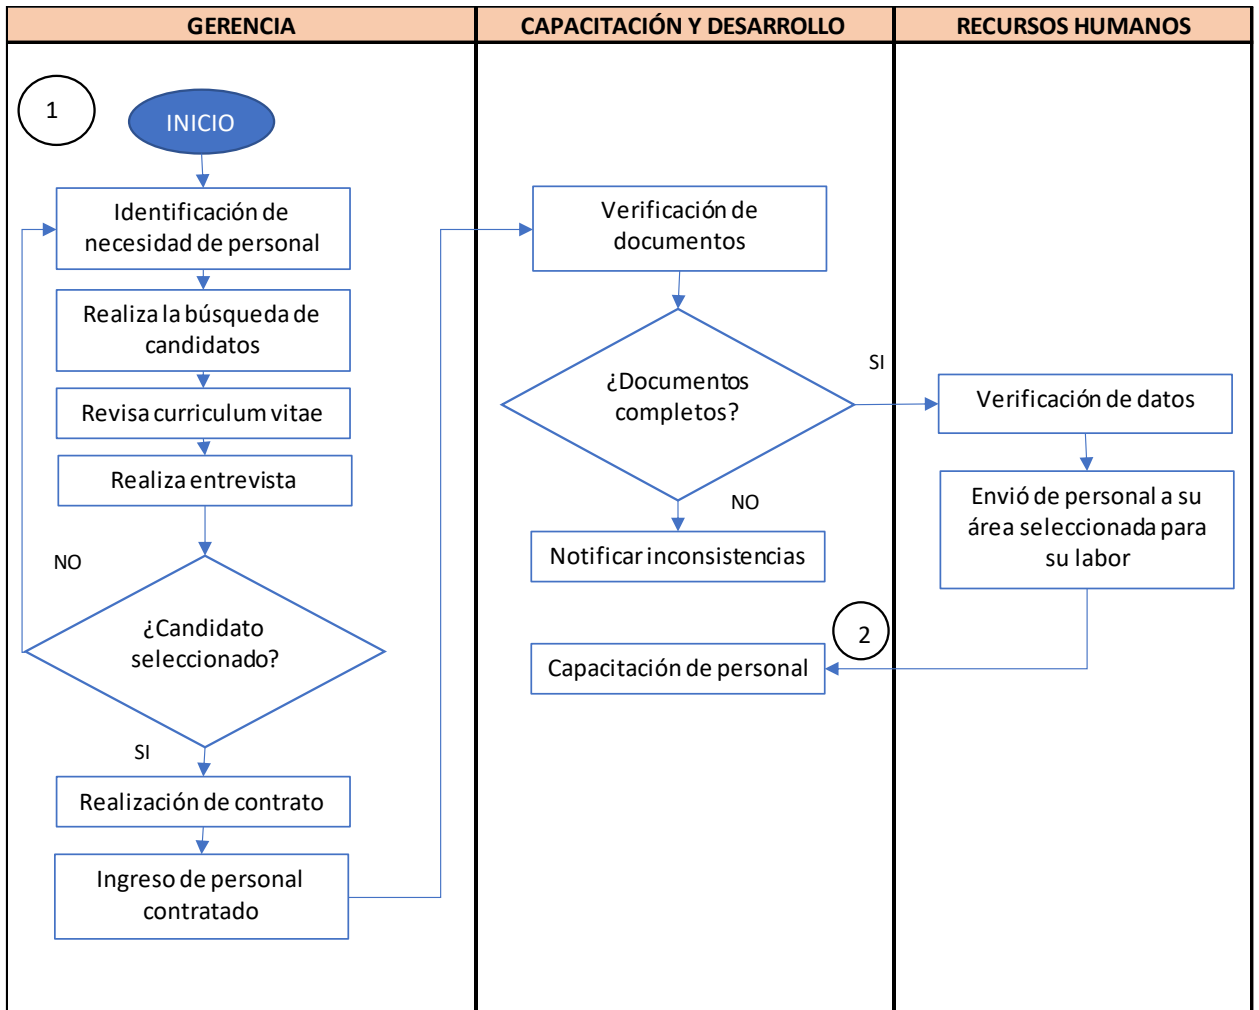 GERENCIA
CAPACITACIÓN Y DESARROLLO
RECURSOS HUMANOS
1
INICIO
Identificación de
necesidad de personal
Realiza la búsqueda de
candidatos
Revisa curriculum vitae
Realiza entrevista
NO
¿Candidato
seleccionado?
SI
Realización de contrato
Ingreso de personal
contratado
Verificación de
documentos
¿Documentos
completos?
SI
NO
Notificar inconsistencias
Capacitación de personal
2
Verificación de datos
Envió de personal a su
área seleccionada para
su labor